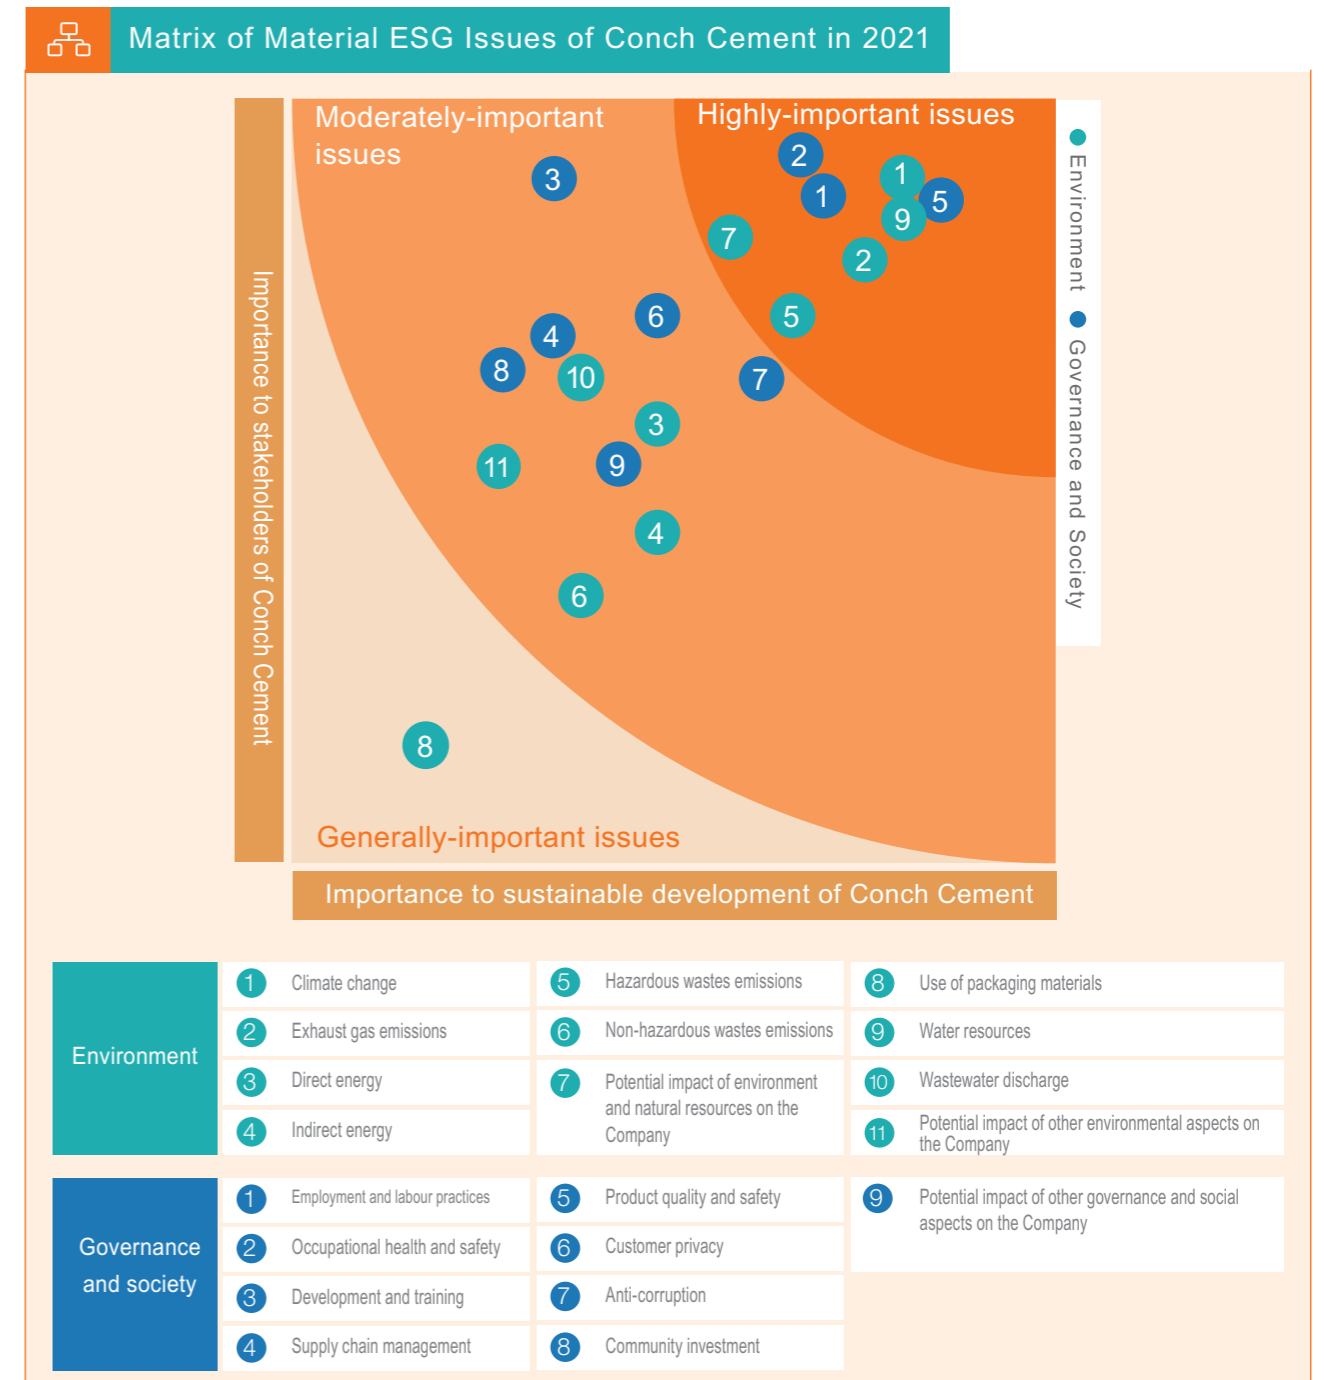 Matrix of Material ESG Issues of Conch Cement in 2021
Moderately-important
issues
Highly-important issues
2
1
3
1
5
9
7
2
6
5
4
8
10
7
3
11
9
4
6
8
Generally-important issues
Importance to stakeholders of Conch Cement
Importance to sustainable development of Conch Cement
Environment
Governance and Society
Environment
1 Climate change
2 Exhaust gas emissions
3 Direct energy
4 Indirect energy
5 Hazardous wastes emissions
6 Non-hazardous wastes emissions
7 Potential impact of environment
and natural resources on the
Company
8 Use of packaging materials
9 Water resources
10 Wastewater discharge
11 Potential impact of other environmental aspects on
the Company
Governance
and society
1 Employment and labour practices
2 Occupational health and safety
3 Development and training
4 Supply chain management
5 Product quality and safety
6 Customer privacy
7 Anti-corruption
8 Community investment
9 Potential impact of other governance and social
aspects on the Company